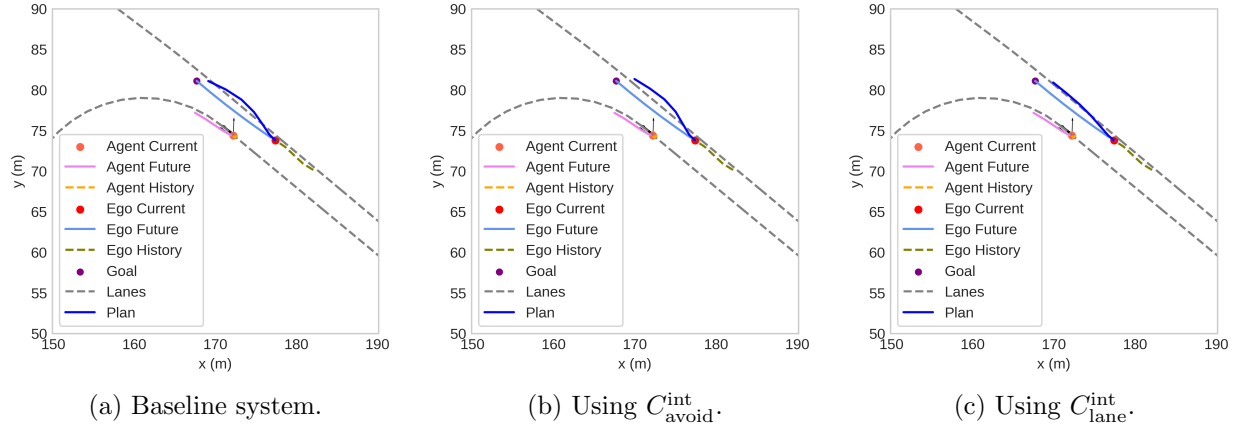 90
85
80
75
70
65
60
55
50
y (m)
150
160
170
180
190
x (m)
Agent Current
Agent Future
Agent History
Ego Current
Ego Future
Ego History
Goal
Lanes
Plan
(a) Baseline system.
90
85
80
75
70
65
60
55
50
y (m)
150
160
170
180
190
x (m)
Agent Current
Agent Future
Agent History
Ego Current
Ego Future
Ego History
Goal
Lanes
Plan
(b) Using $C_{\text{avoid}}^{\text{int}}$.
90
85
80
75
70
65
60
55
50
y (m)
150
160
170
180
190
x (m)
Agent Current
Agent Future
Agent History
Ego Current
Ego Future
Ego History
Goal
Lanes
Plan
(c) Using $C_{\text{lane}}^{\text{int}}$.